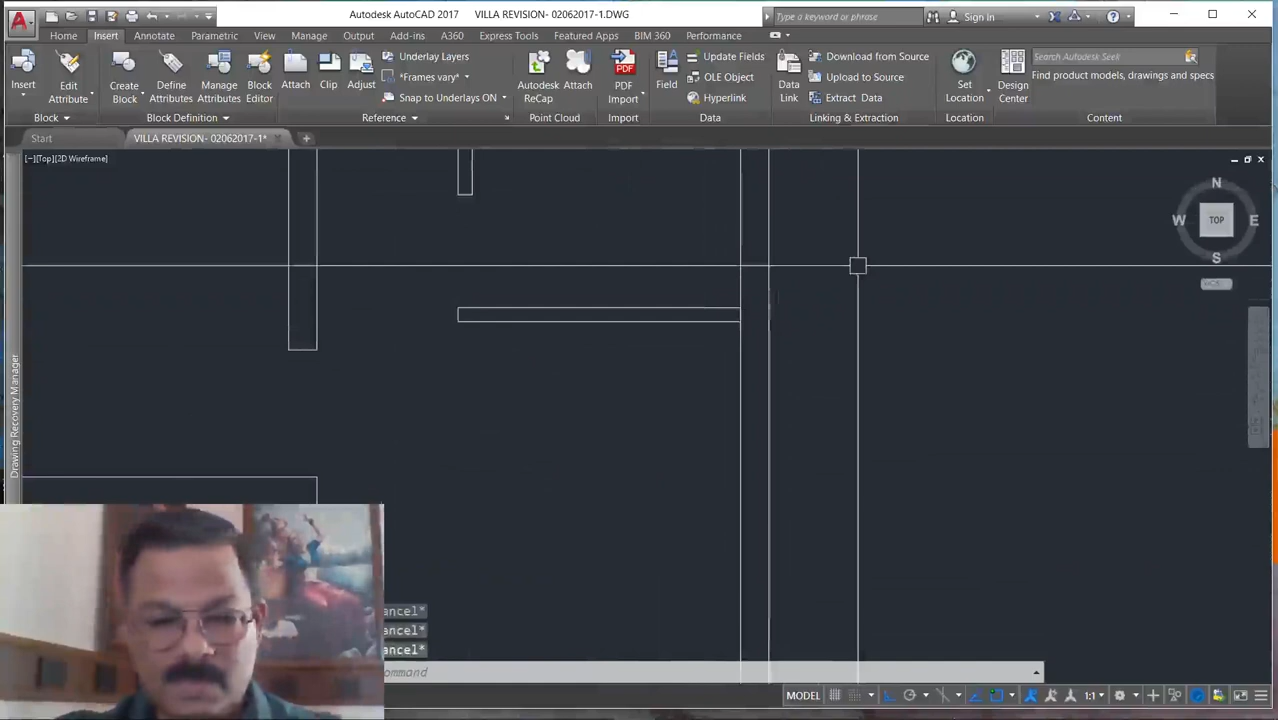 Autodesk AutoCAD 2017 VILLA REVISION- 02062017-1.DWG
Type a keyword or phrase
Sign In
Home Insert Annotate Parametric View Manage Output Add-ins A360 Express Tools Featured Apps BIM 360 Performance
Insert
Edit
Attribute
Block
Create
Block
Define
Attributes
Manage
Attributes
Block
Editor
Block Definition
Attach
Clip
Adjust
Underlay Layers
*Frames vary*
Snap to Underlays ON
Reference
Autodesk
ReCap
Attach
Point Cloud
PDF
PDF
Import
Import
Field
Update Fields
OLE Object
Hyperlink
Data
Data
Link
Download from Source
Upload to Source
Extract Data
Linking & Extraction
Set
Location
Location
Design
Center
Search Autodesk Seek
Find product models, drawings and specs
Content
Start
VILLA REVISION- 02062017-1*
[−][Top][2D Wireframe]
N
W TOP E
S
Drawing Recovery Manager
ancel*
ancel*
ancel*
ommand
MODEL
1:1